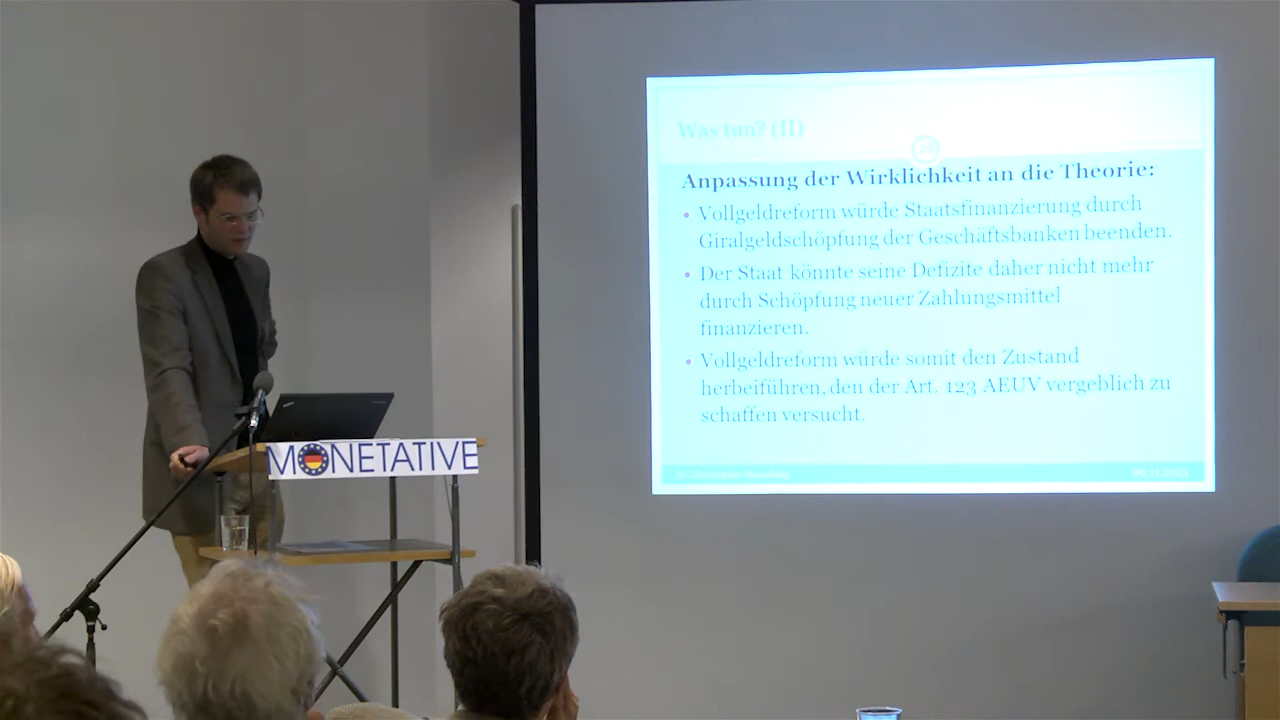 Was tun? (II)
Anpassung der Wirklichkeit an die Theorie:
• Vollgeldreform würde Staatsfinanzierung durch
Giralgeldschöpfung der Geschäftsbanken beenden.
• Der Staat könnte seine Defizite daher nicht mehr
durch Schöpfung neuer Zahlungsmittel
finanzieren.
• Vollgeldreform würde somit den Zustand
herbeiführen, den der Art. 123 AEUV vergeblich zu
schaffen versucht.
MONETATIVE